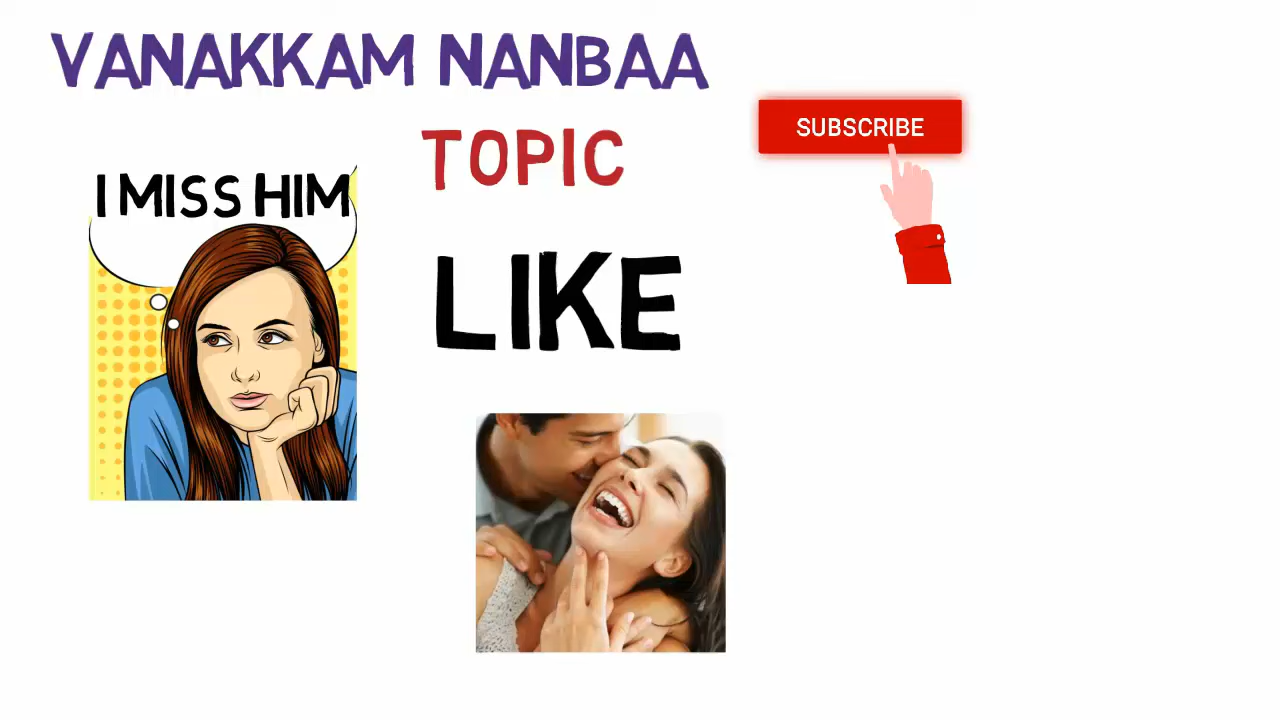 VANAKKAM NANBAA
TOPIC
SUBSCRIBE
I MISS HIM
LIKE